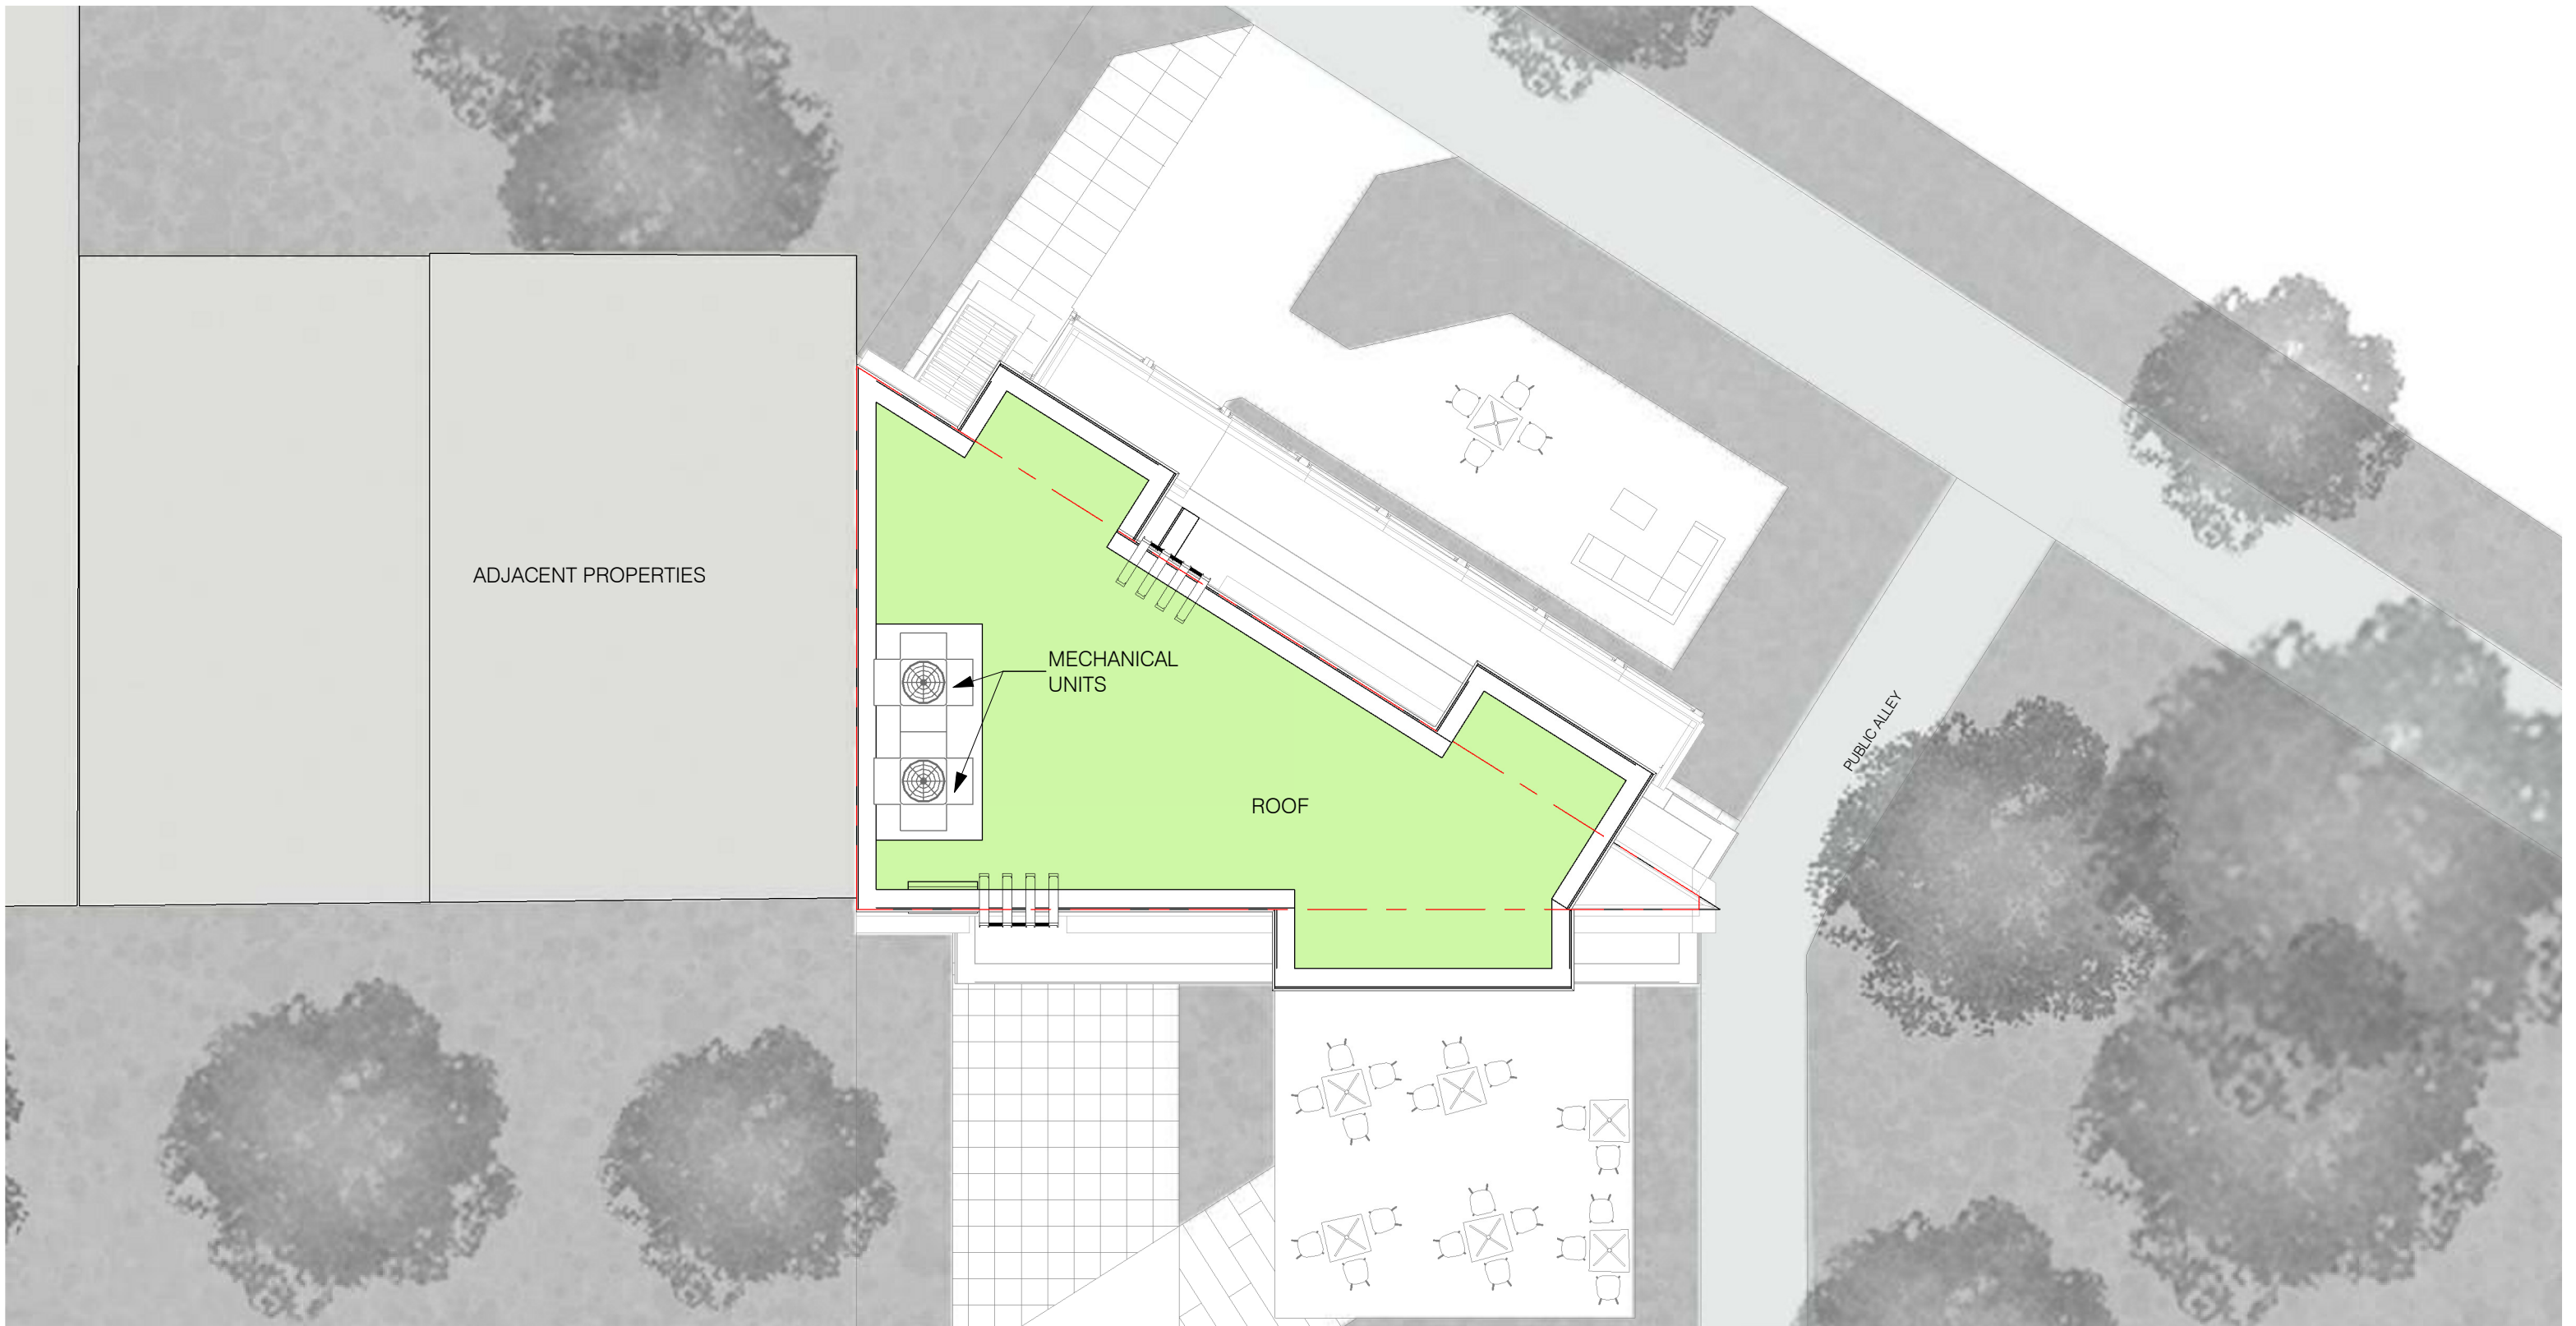 ADJACENT PROPERTIES
MECHANICAL
UNITS
PUBLIC ALLEY
ROOF